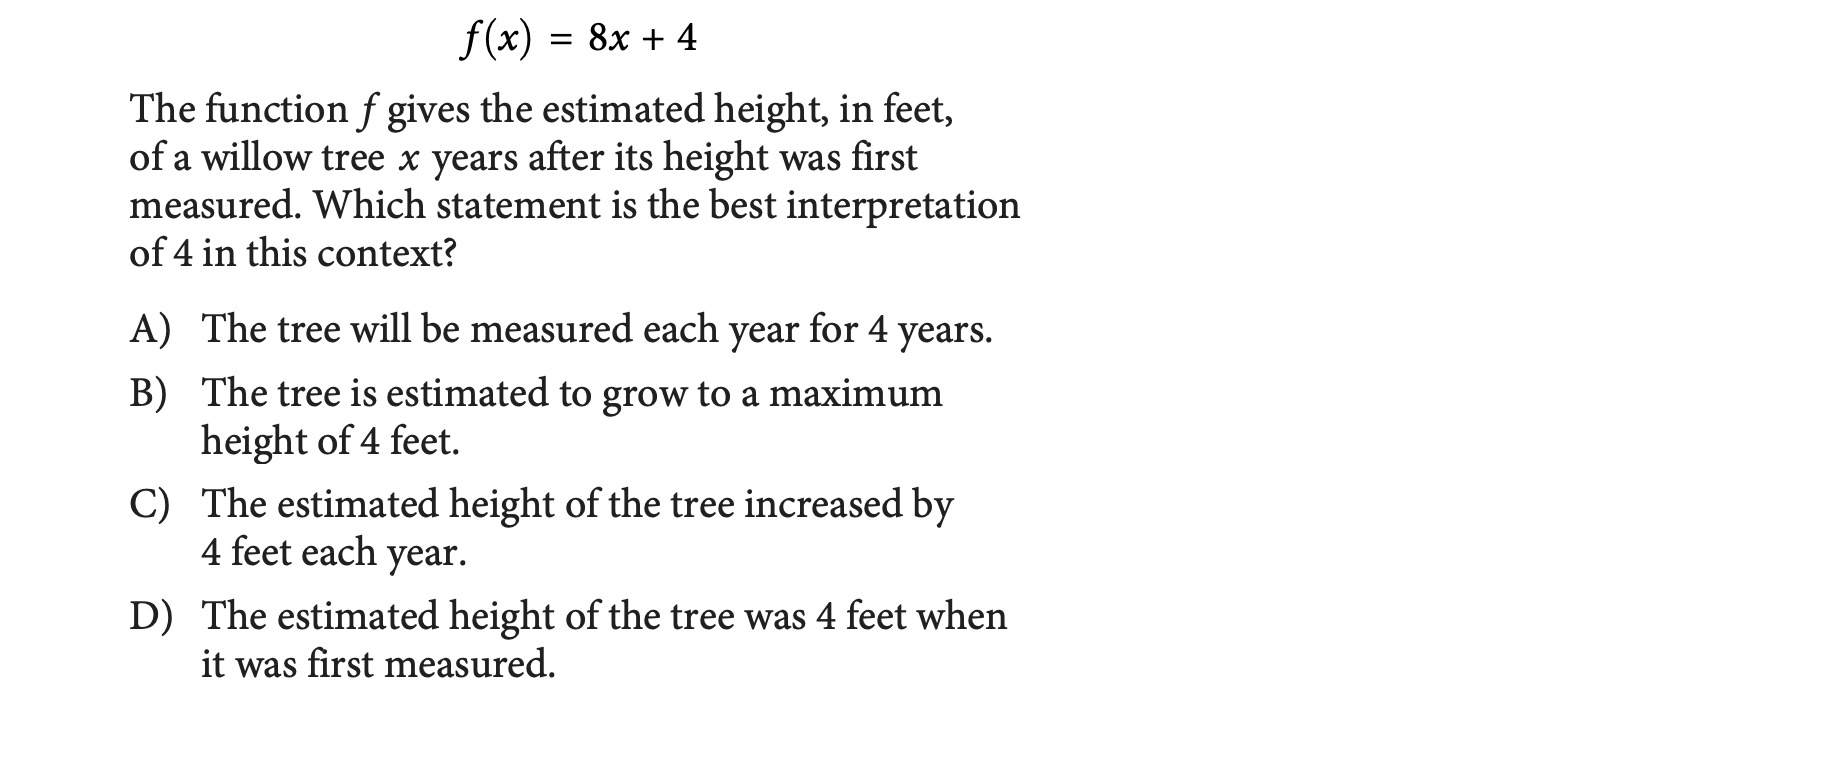 f(x) = 8x + 4
The function f gives the estimated height, in feet,
of a willow tree x years after its height was first
measured. Which statement is the best interpretation
of 4 in this context?
A) The tree will be measured each year for 4 years.
B) The tree is estimated to grow to a maximum
height of 4 feet.
C) The estimated height of the tree increased by
4 feet each year.
D) The estimated height of the tree was 4 feet when
it was first measured.